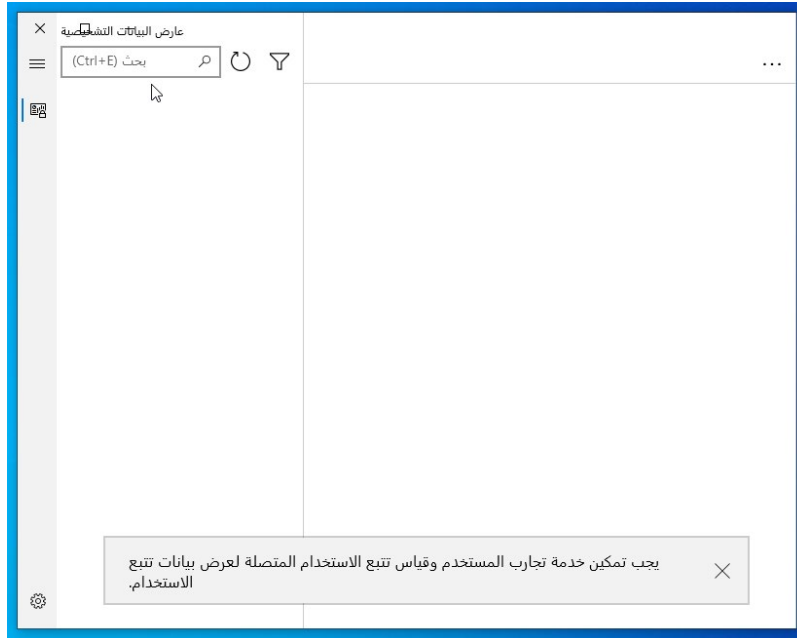 عارض البيانات التشخيصية
بحث (Ctrl+E)
يجب تمكين خدمة تجارب المستخدم وقياس تتبع الاستخدام المتصلة لعرض بيانات تتبع
الاستخدام.